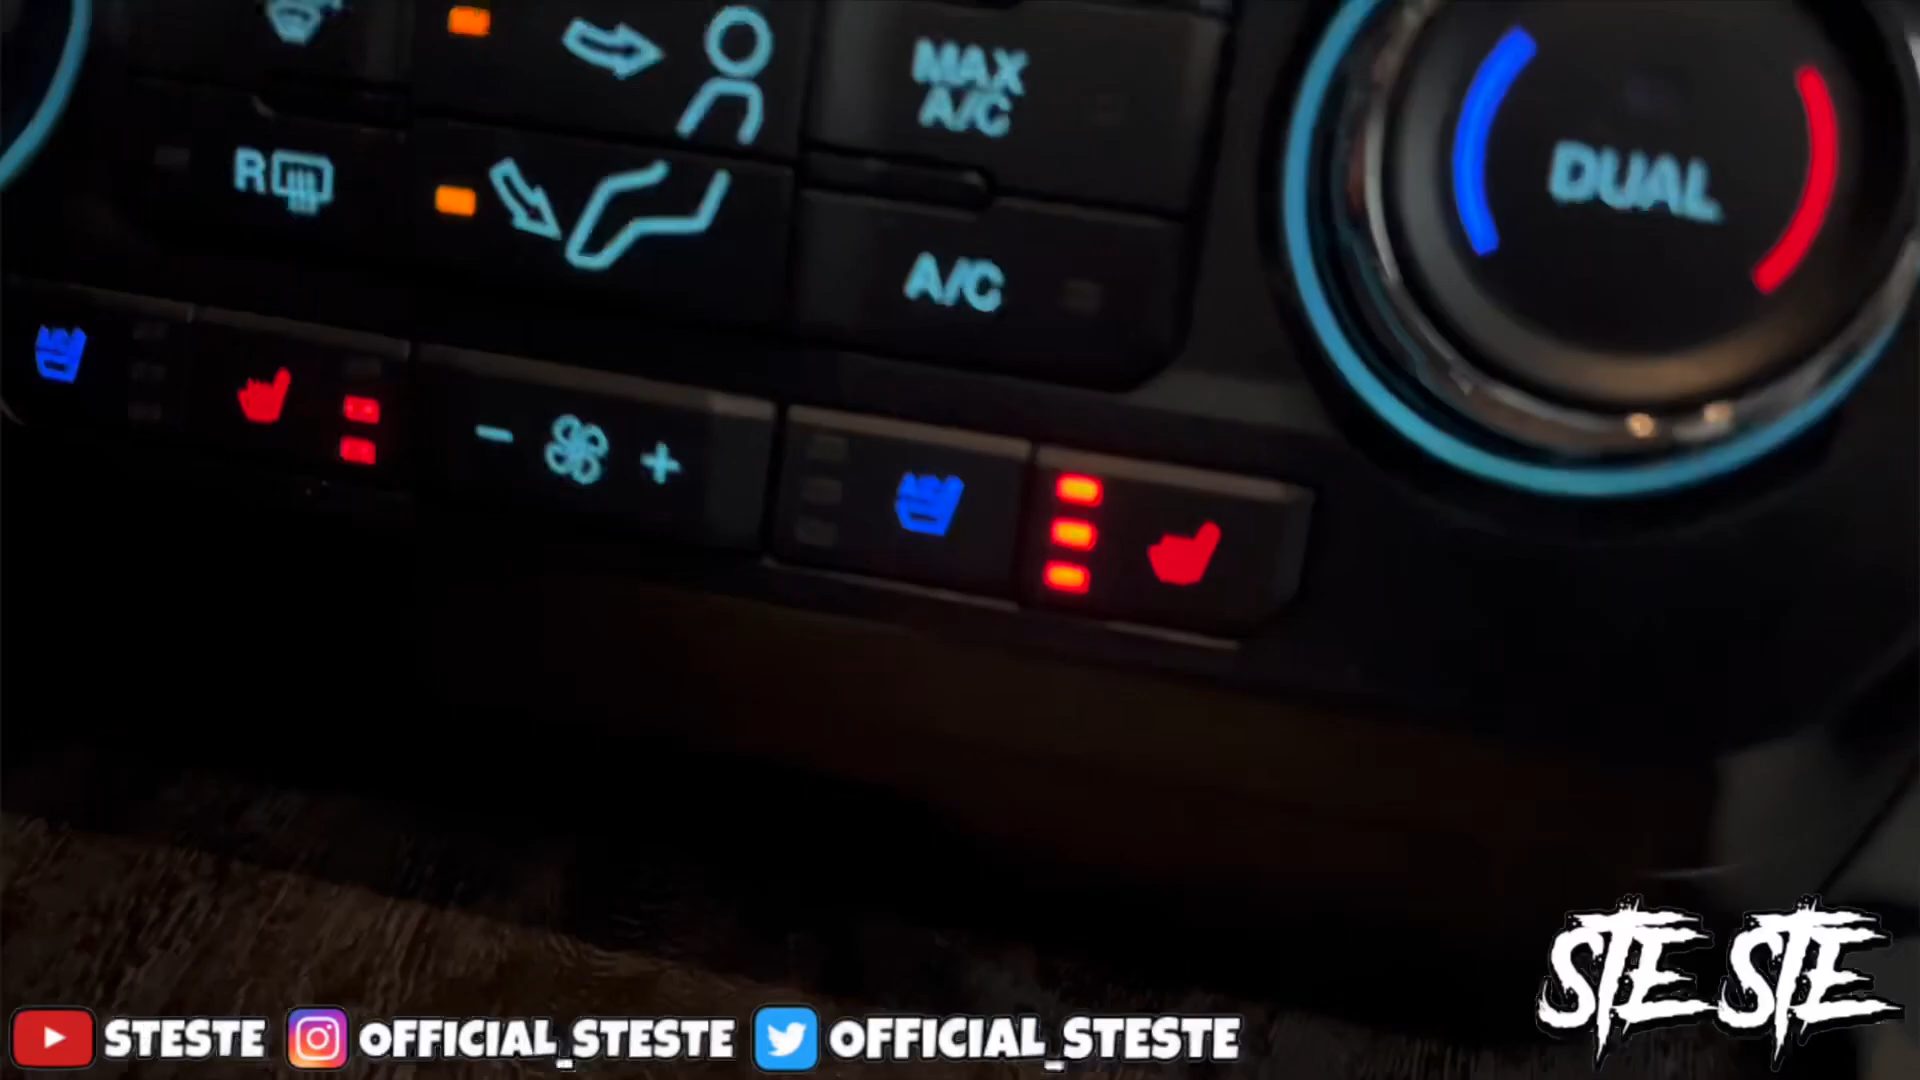 MAX
A/C
DUAL
R
A/C
- +
STE STE
STESTE OFFICIAL_STESTE OFFICIAL_STESTE